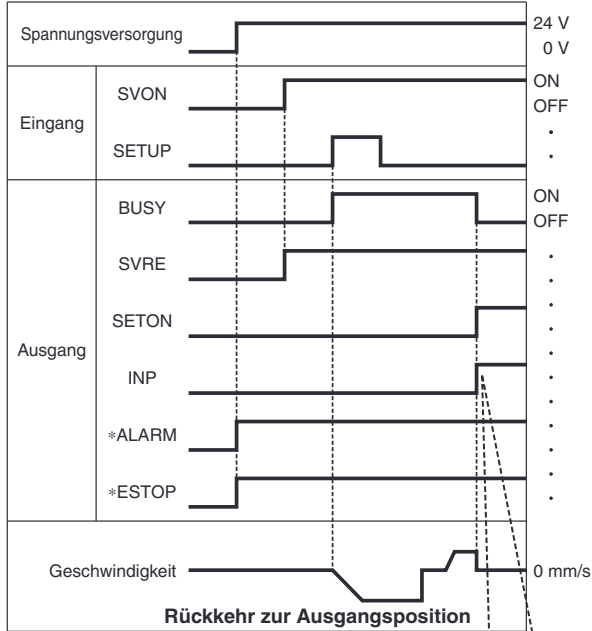 Spannungsversorgung
24 V
0 V
Eingang
SVON
ON
OFF
SETUP
Ausgang
BUSY
ON
OFF
SVRE
SETON
INP
*ALARM
*ESTOP
Geschwindigkeit
0 mm/s
Rückkehr zur Ausgangsposition